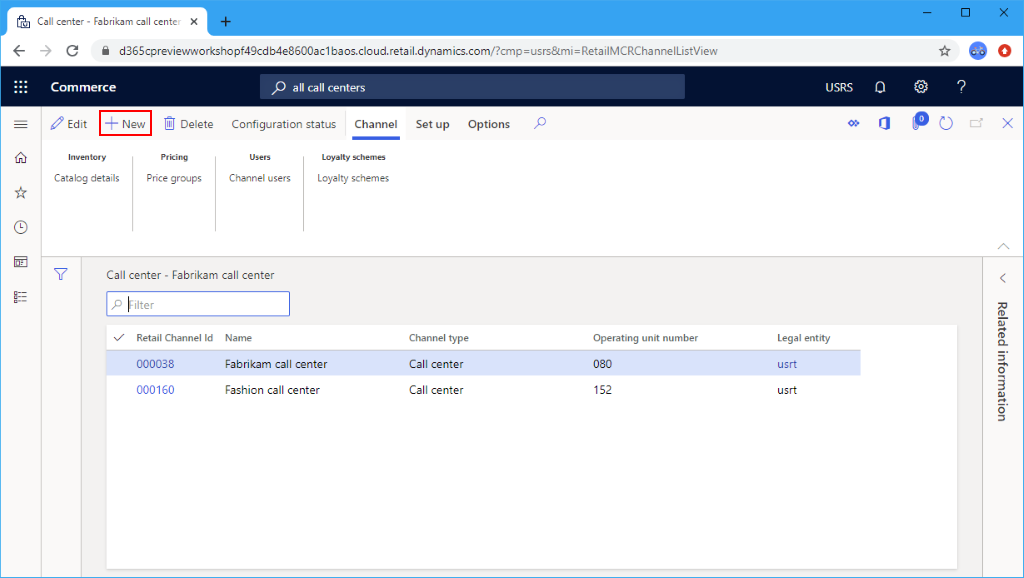 Call center - Fabrikam call center
d365cpreviewworkshopf49cdb4e8600ac1baos.cloud.retail.dynamics.com/?cmp=usrs&mi=RetailMCRChannelListView
Commerce all call centers USRS
Edit New Delete Configuration status Channel Set up Options 0
Inventory Pricing Users Loyalty schemes
Catalog details Price groups Channel users Loyalty schemes
Call center - Fabrikam call center
Filter
Retail Channel Id Name Channel type Operating unit number Legal entity
000038 Fabrikam call center Call center 080 usrt
000160 Fashion call center Call center 152 usrt
Related information